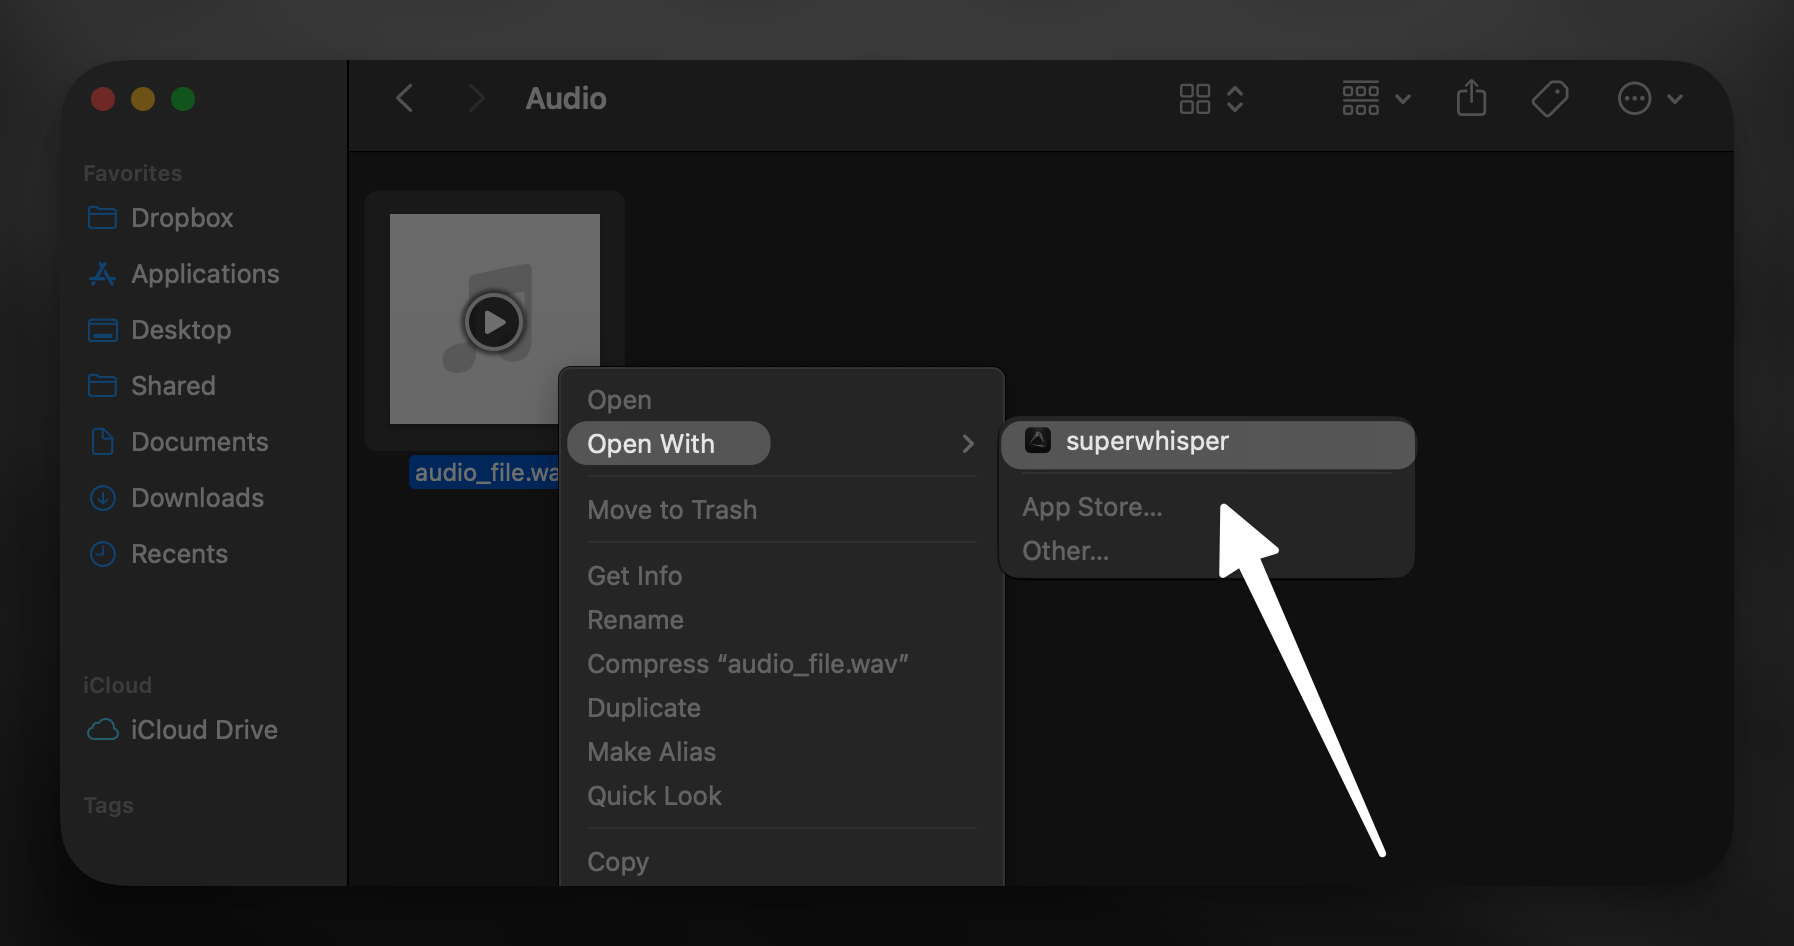 Audio
Favorites
Dropbox
Applications
Desktop
Shared
Documents
Downloads
Recents
iCloud
iCloud Drive
Tags
audio_file.wa
Open
Open With
Move to Trash
Get Info
Rename
Compress “audio_file.wav”
Duplicate
Make Alias
Quick Look
Copy
superwhisper
App Store...
Other...